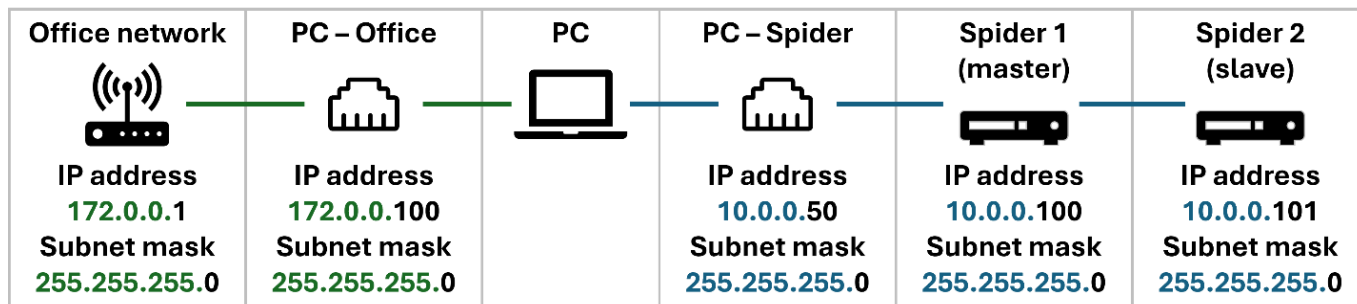 Office network
IP address
172.0.0.1
Subnet mask
255.255.255.0
PC – Office
IP address
172.0.0.100
Subnet mask
255.255.255.0
PC
PC – Spider
IP address
10.0.0.50
Subnet mask
255.255.255.0
Spider 1
(master)
IP address
10.0.0.100
Subnet mask
255.255.255.0
Spider 2
(slave)
IP address
10.0.0.101
Subnet mask
255.255.255.0